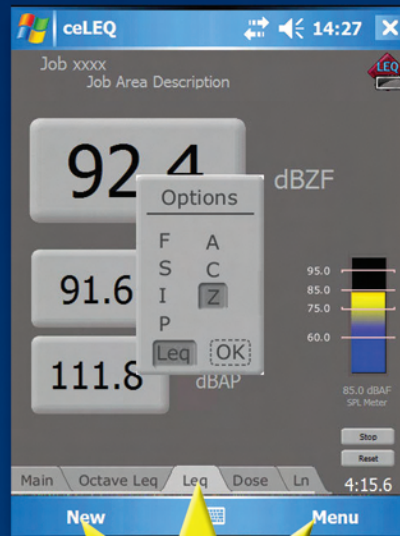 ceLEQ 14:27
Job xxxx
Job Area Description
LEQ
92.4 dBZF
Options
F A
S C
I Z
P
Leq OK
91.6
111.8 dBAP
95.0
85.0
75.0
60.0
85.0 dBAF
SPL Meter
Stop
Reset
Main Octave Leq Leq Dose Ln 4:15.6
New Menu